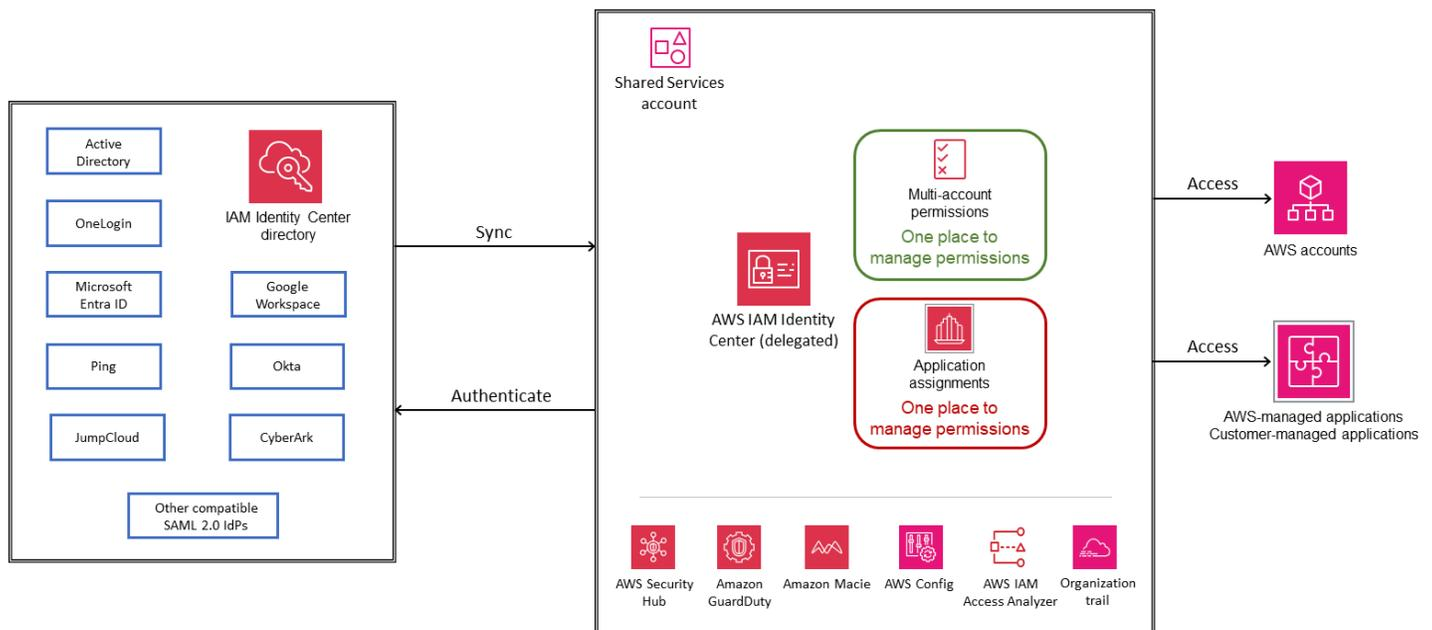 Active
Directory
IAM Identity Center
directory
OneLogin
Microsoft
Entra ID
Google
Workspace
Ping
Okta
JumpCloud
CyberArk
Other compatible
SAML 2.0 IdPs
Sync
Authenticate
Shared Services
account
AWS IAM Identity
Center (delegated)
Multi-account
permissions
One place to
manage permissions
Application
assignments
One place to
manage permissions
AWS Security
Hub
Amazon
GuardDuty
Amazon Macie
AWS Config
AWS IAM
Access Analyzer
Organization
trail
Access
AWS accounts
Access
AWS-managed applications
Customer-managed applications